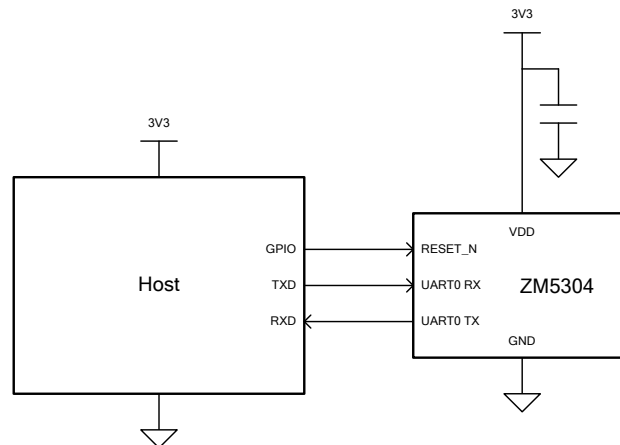 3V3
3V3
VDD
GPIO
RESET_N
Host
TXD
UART0 RX
ZM5304
RXD
UART0 TX
GND